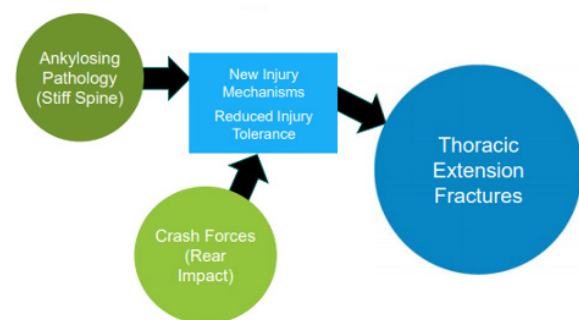 Ankylosing
Pathology
(Stiff Spine)
New Injury
Mechanisms
Reduced Injury
Tolerance
Thoracic
Extension
Fractures
Crash Forces
(Rear
Impact)